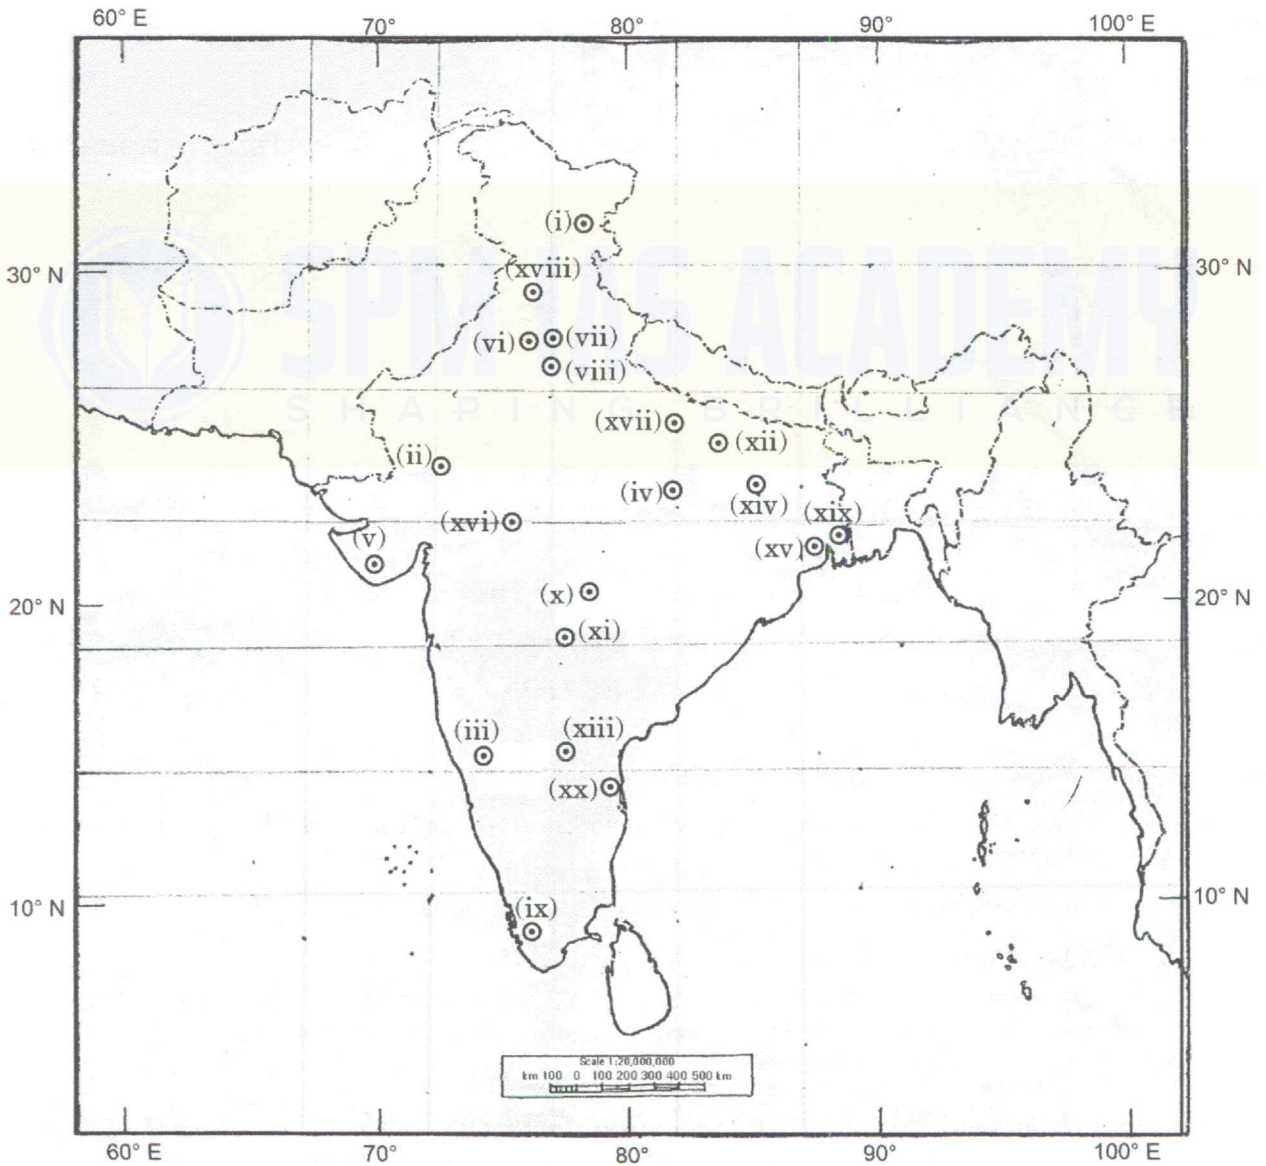 60° E 70° 80° 90° 100° E
(i)
30° N (xviii) 30° N
(vi) (vii)
(viii)
SPM IAS ACADEMY
SHAPING BRILLIANCE
(xvii)
(xii)
(ii)
(iv)
(xiv)
(xix)
(xvi)
(v)
(xv)
(x)
20° N 20° N
(xi)
(iii) (xiii)
(xx)
10° N (ix) 10° N
Scale 1:20,000,000
km 100 0 100 200 300 400 500 km
60° E 70° 80° 90° 100° E